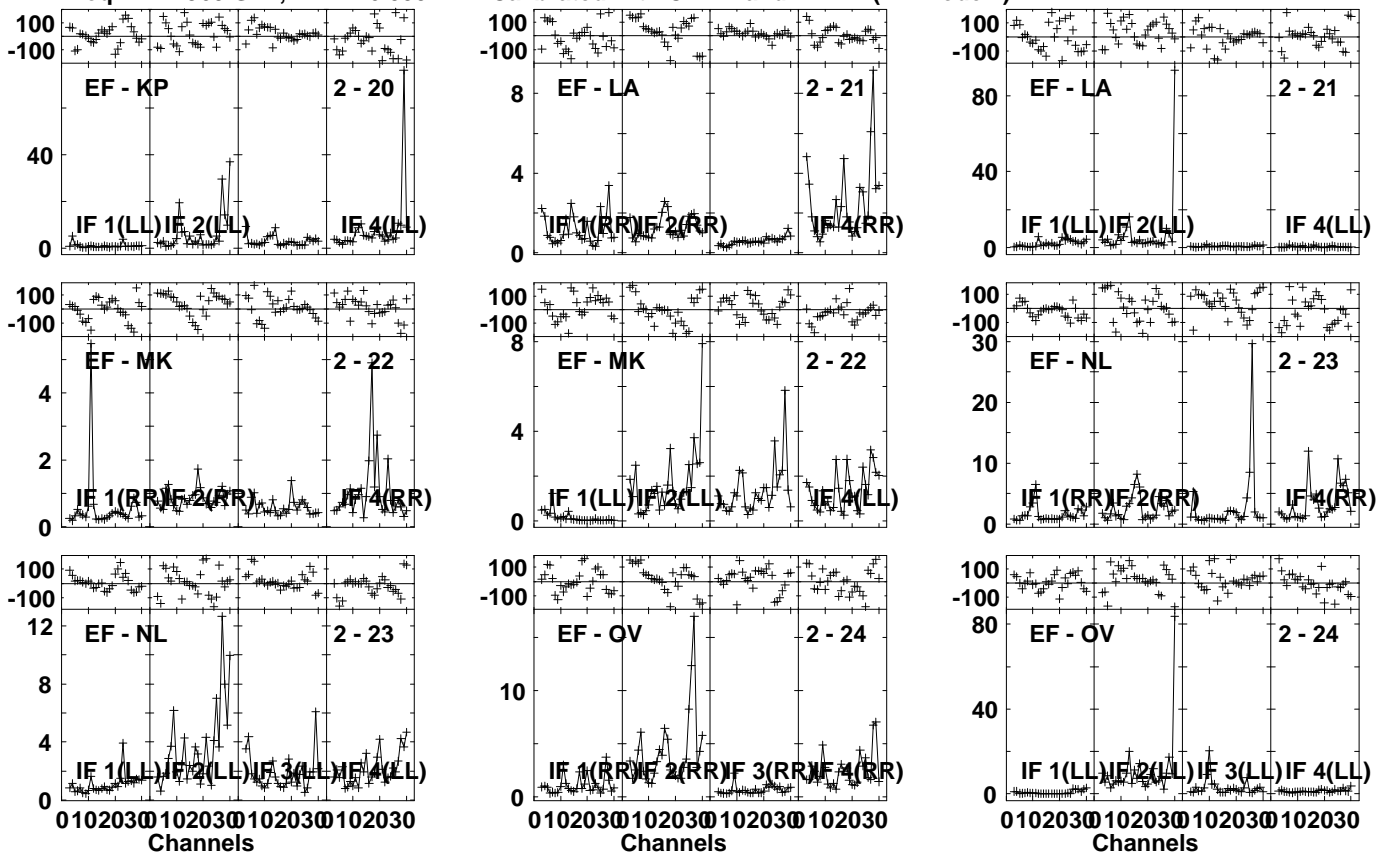 100
-100
EF - KP 2 - 20
40
0
IF 1(LL) IF 2(LL) IF 4(LL)
100
-100
EF - LA 2 - 21
8
4
0
IF 1(RR) IF 2(RR) IF 4(RR)
100
-100
EF - LA 2 - 21
80
60
40
20
0
IF 1(LL) IF 2(LL) IF 4(LL)
100
-100
EF - MK 2 - 22
4
2
0
IF 1(RR) IF 2(RR) IF 4(RR)
100
-100
EF - MK 2 - 22
8
4
0
IF 1(LL) IF 2(LL) IF 4(LL)
100
-100
EF - NL 2 - 23
30
20
10
0
IF 1(RR) IF 2(RR) IF 4(RR)
100
-100
EF - NL 2 - 23
12
8
4
0
IF 1(LL) IF 2(LL) IF 3(LL) IF 4(LL)
0102030 0102030 0102030 0102030
Channels
100
-100
EF - OV 2 - 24
10
0
IF 1(RR) IF 2(RR) IF 3(RR) IF 4(RR)
0102030 0102030 0102030 0102030
Channels
100
-100
EF - OV 2 - 24
80
60
40
20
0
IF 1(LL) IF 2(LL) IF 3(LL) IF 4(LL)
0102030 0102030 0102030 0102030
Channels